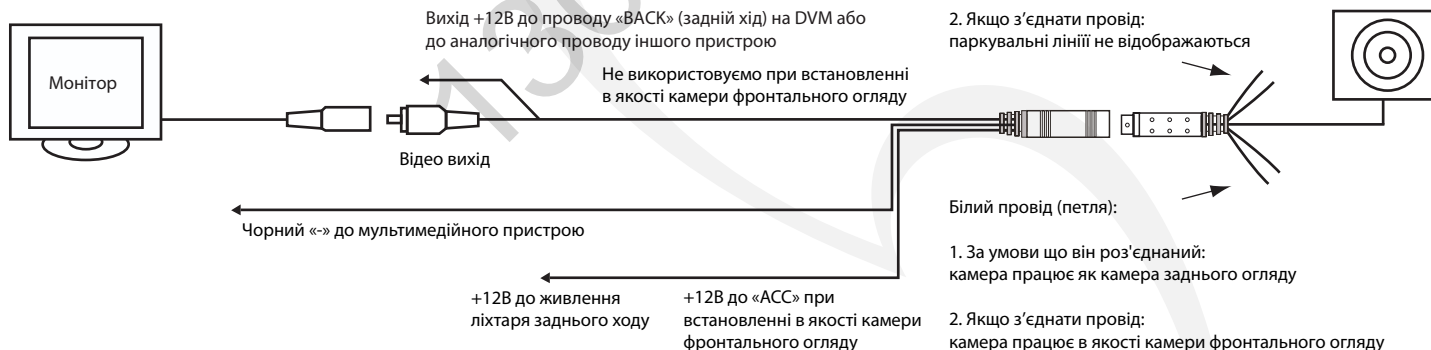 Вихід +12В до проводу «BACK» (задній хід) на DVM або
до аналогічного проводу іншого пристрою
2. Якщо з’єднати провід:
паркувальні лініїї не відображаються
Монітор
Не використовуємо при встановленні
в якості камери фронтального огляду
Відео вихід
Чорний «-» до мультимедійного пристрою
+12В до живлення
ліхтаря заднього ходу
+12В до «ACC» при
встановленні в якості камери
фронтального огляду
Білий провід (петля):
1. За умови що він роз'єднаний:
камера працює як камера заднього огляду
2. Якщо з’єднати провід:
камера працює в якості камери фронтального огляду